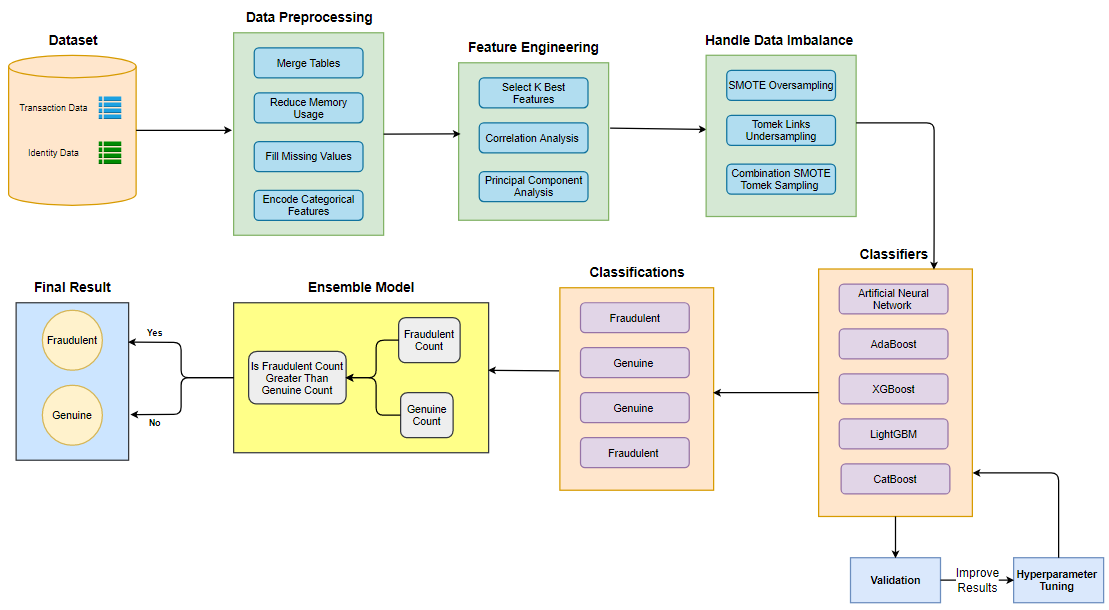 Dataset
Transaction Data
Identity Data
Data Preprocessing
Merge Tables
Reduce Memory
Usage
Fill Missing Values
Encode Categorical
Features
Feature Engineering
Select K Best
Features
Correlation Analysis
Principal Component
Analysis
Handle Data Imbalance
SMOTE Oversampling
Tomek Links
Undersampling
Combination SMOTE
Tomek Sampling
Classifiers
Artificial Neural
Network
AdaBoost
XGBoost
LightGBM
CatBoost
Validation
Improve
Results
Hyperparameter
Tuning
Classifications
Fraudulent
Genuine
Genuine
Fraudulent
Ensemble Model
Fraudulent
Count
Genuine
Count
Is Fraudulent Count
Greater Than
Genuine Count
Yes
No
Final Result
Fraudulent
Genuine